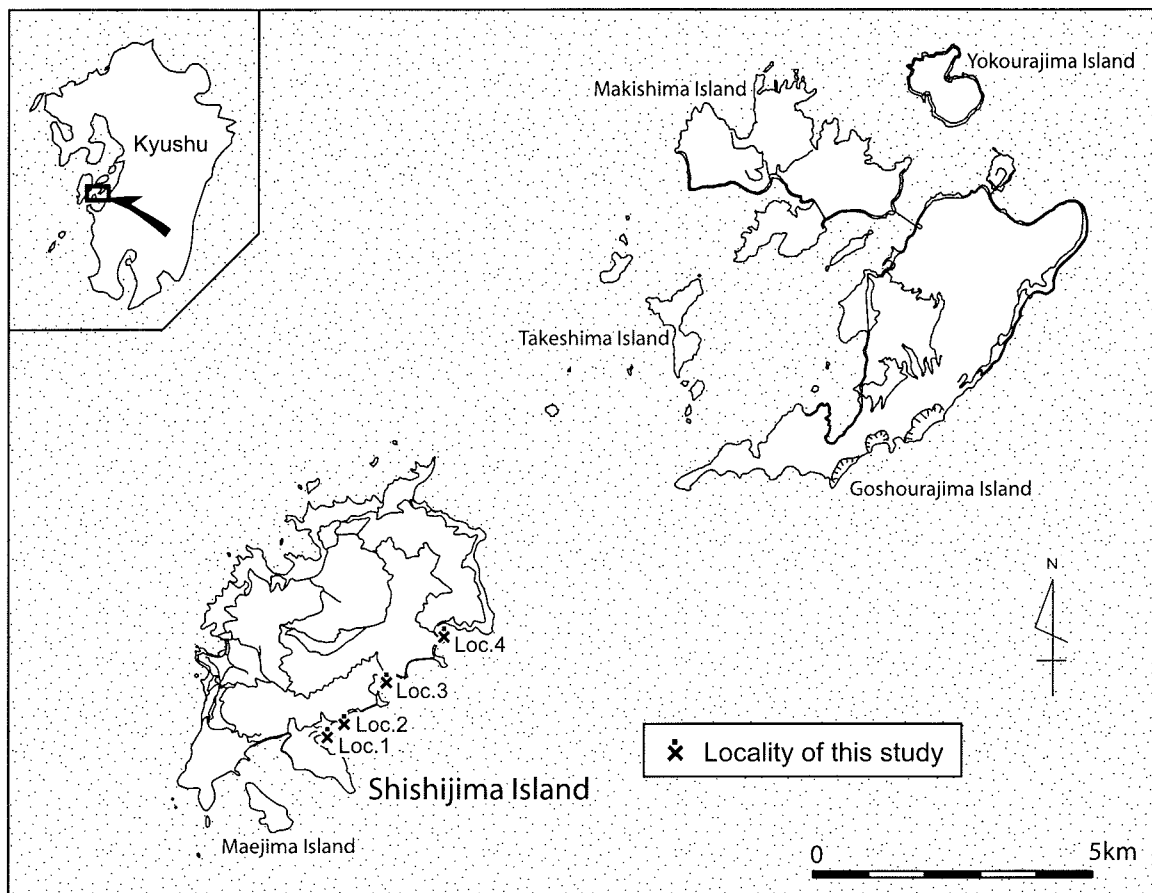 Kyushu
Yokourajima Island
Makishima Island
Takeshima Island
Goshourajima Island
N
Loc.4
Loc.3
Loc.2
Loc.1
Locality of this study
Shishijima Island
Maejima Island
0 5km